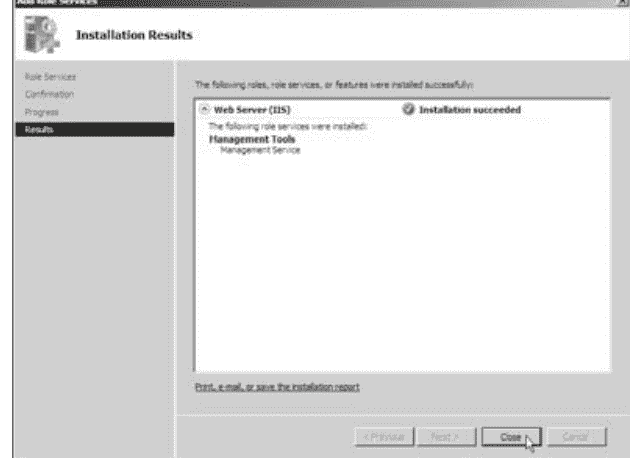 Add Role Services
Installation Results
Role Services
Confirmation
Progress
Results
The following roles, role services, or features were installed successfully:
Web Server (IIS)
Installation succeeded
The following role services were installed:
Management Tools
Management Service
Print, e-mail, or save the installation report
< Previous
Next >
Close
Cancel